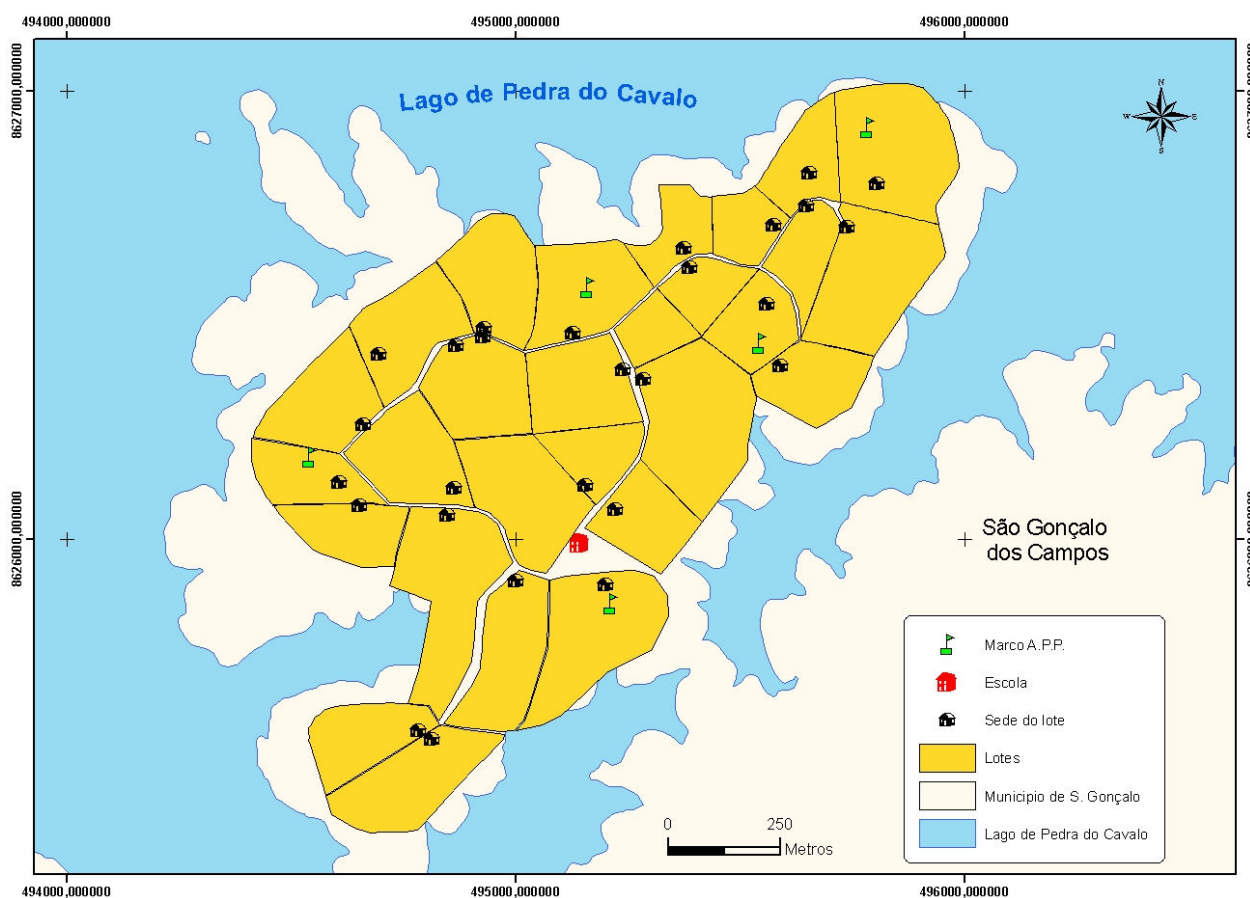 494000,000000 495000,000000 496000,000000
8627000,000000
Lago de Pedra do Cavalo
N
W E
S
8626000,000000
São Gonçalo
dos Campos
Marco A.P.P.
Escola
Sede do lote
Lotes
Municipio de S. Gonçalo
Lago de Pedra do Cavalo
0 250
Metros
494000,000000 495000,000000 496000,000000